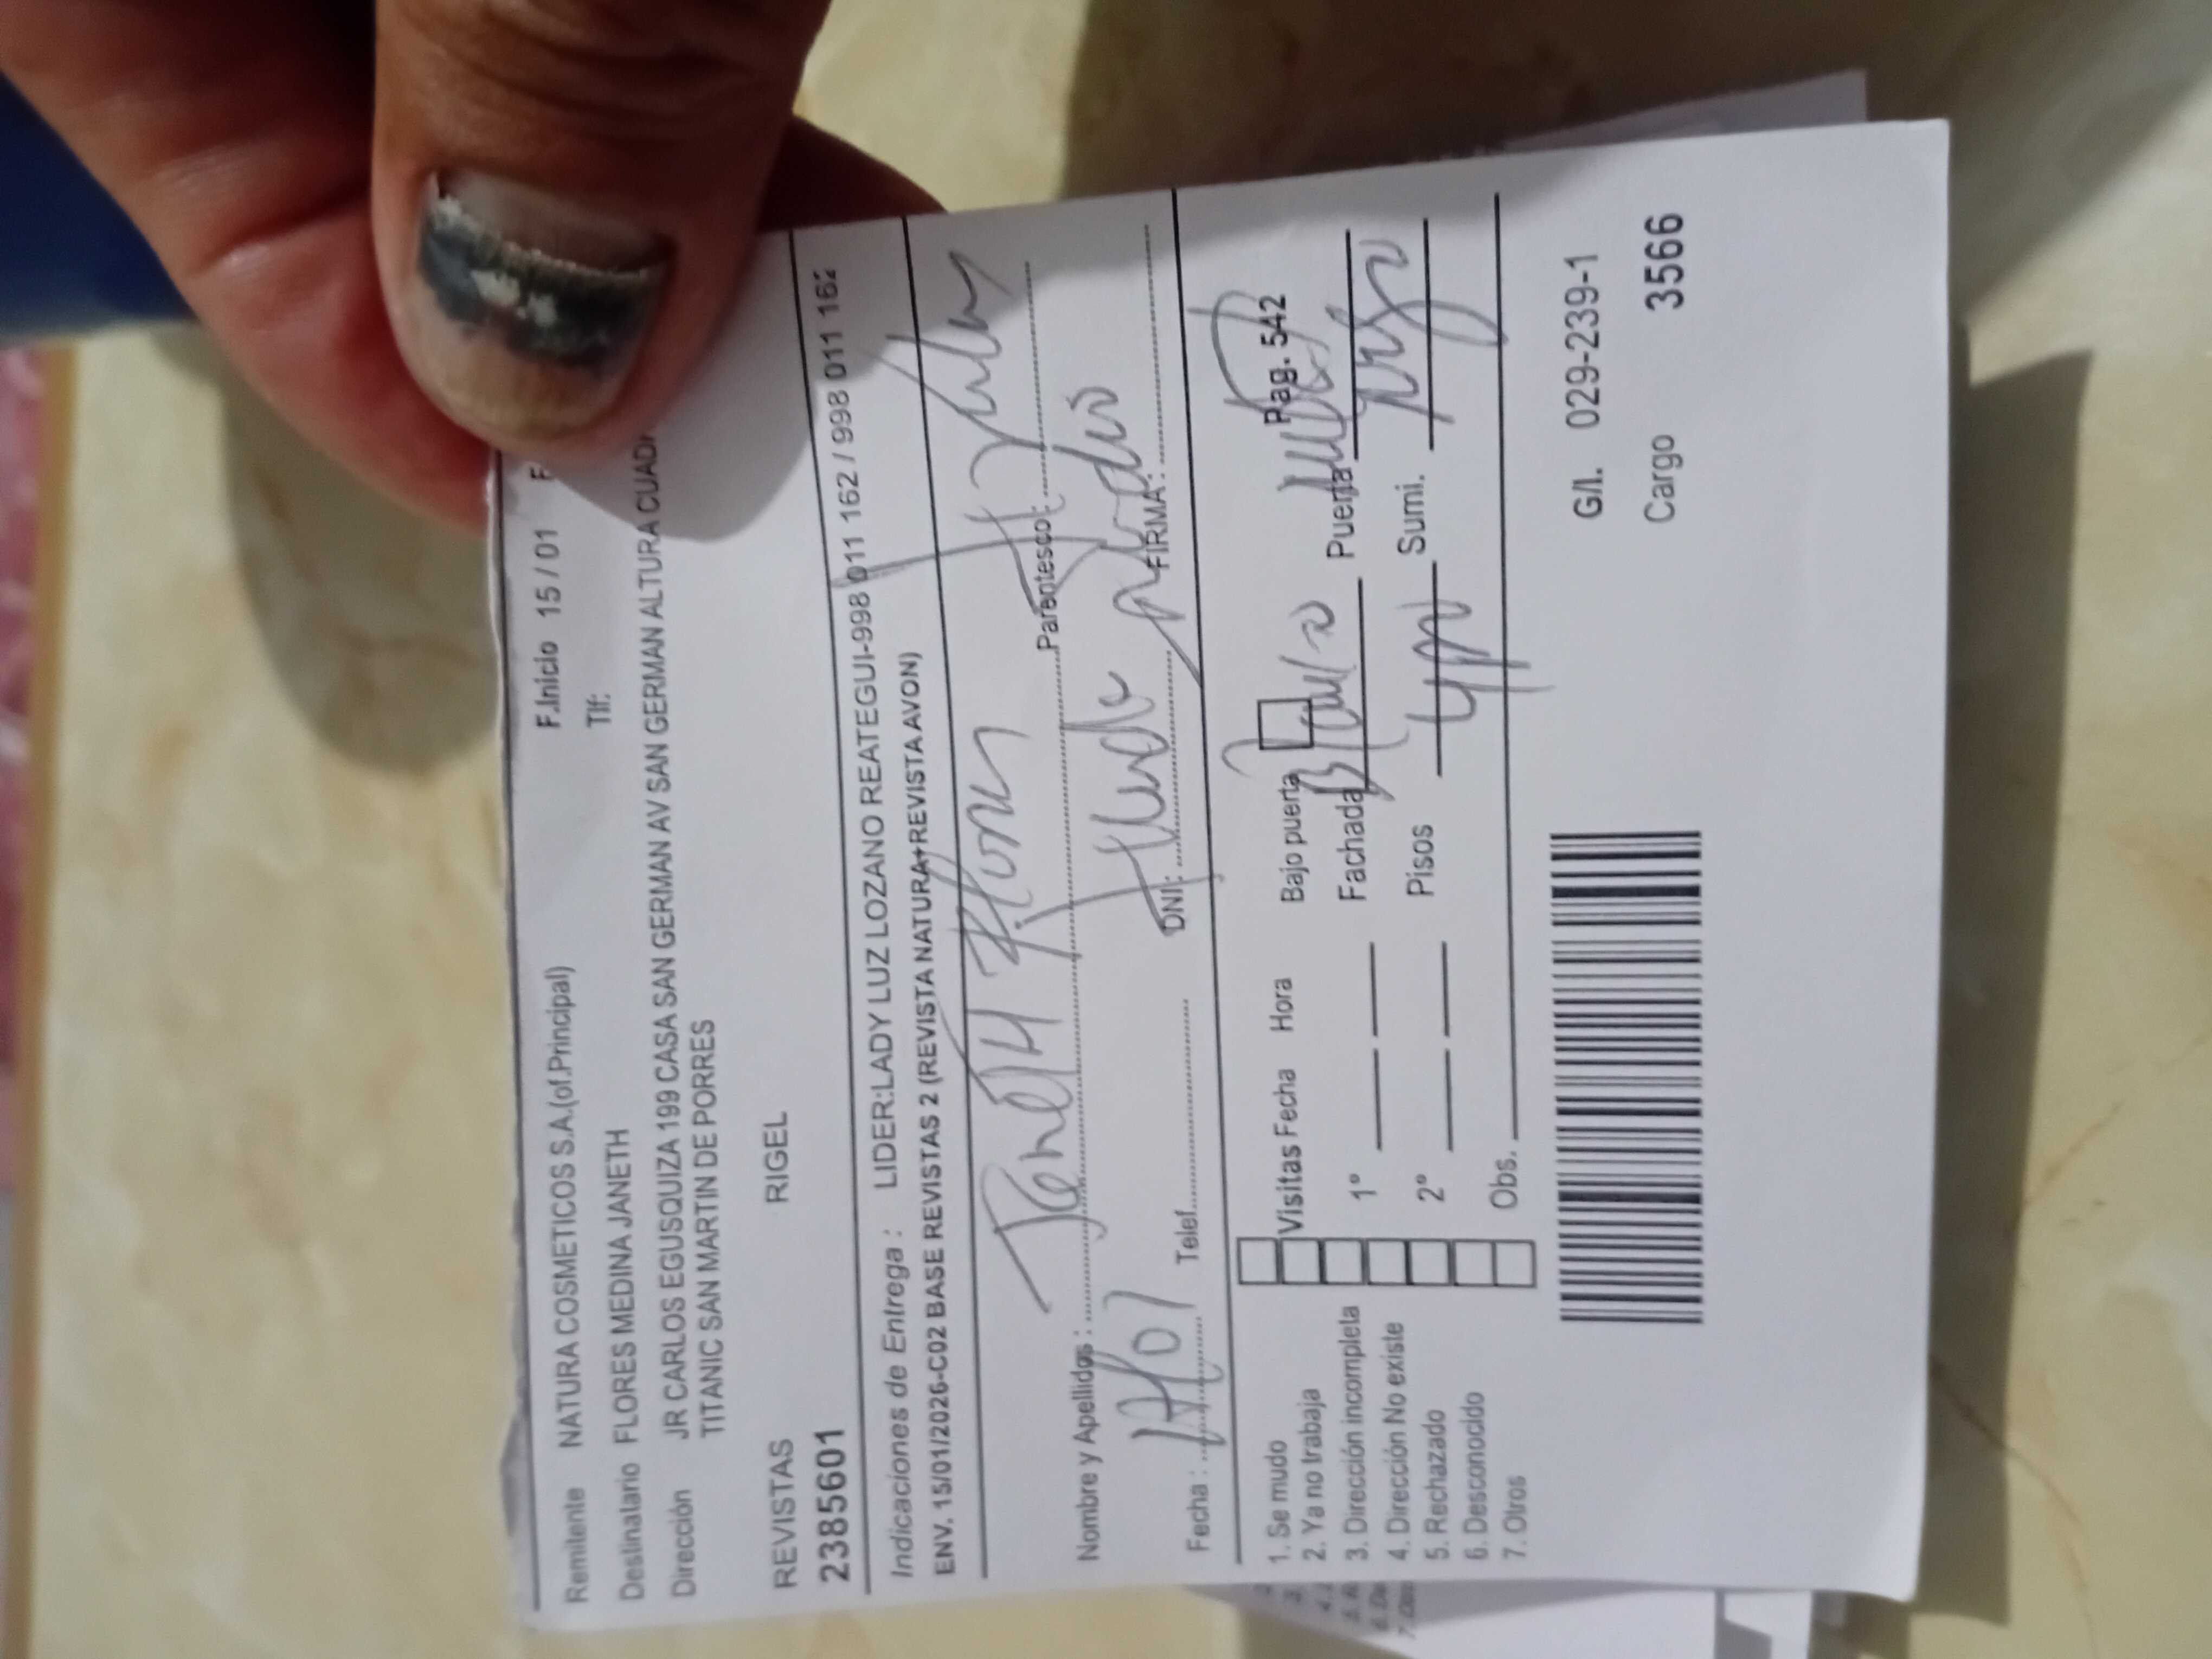 F.Inicio 15 / 01 F
Remitente NATURA COSMETICOS S.A.(of.Principal) Tlf:
Destinatario FLORES MEDINA JANETH
Dirección JR CARLOS EGUSQUIZA 199 CASA SAN GERMAN AV SAN GERMAN ALTURA
TITANIC SAN MARTIN DE PORRES
REVISTAS RIGEL
2385601
Indicaciones de Entrega : LIDER:LADY LUZ LOZANO REATEGUI-998 011 162 / 998 011 162
ENV. 15/01/2026-C02 BASE REVISTAS 2 (REVISTA NATURA+REVISTA AVON)
Nombre y Apellidos : Janeth Flores Parentesco :
Fecha : Telef. DNI : FIRMA :
1. Se mudo
2. Ya no trabaja
3. Dirección incompleta
4. Dirección No existe
5. Rechazado
6. Desconocido
7. Otros
Visitas Fecha Hora
1º
2º
Obs.
Bajo puerta Pag. 542
Fachada Puerta
Pisos Sumi.
G/l. 029-239-1
Cargo 3566